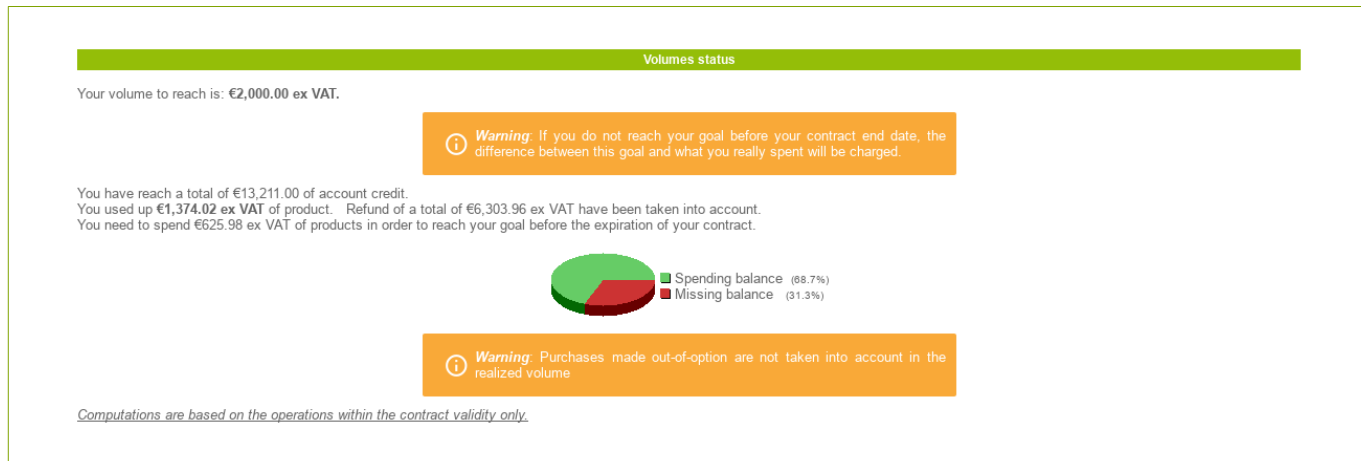 Volumes status
Your volume to reach is: €2,000.00 ex VAT.
Warning: If you do not reach your goal before your contract end date, the
difference between this goal and what you really spent will be charged.
You have reach a total of €13,211.00 of account credit.
You used up €1,374.02 ex VAT of product. Refund of a total of €6,303.96 ex VAT have been taken into account.
You need to spend €625.98 ex VAT of products in order to reach your goal before the expiration of your contract.
Spending balance (68.7%)
Missing balance (31.3%)
Warning: Purchases made out-of-option are not taken into account in the
realized volume
Computations are based on the operations within the contract validity only.